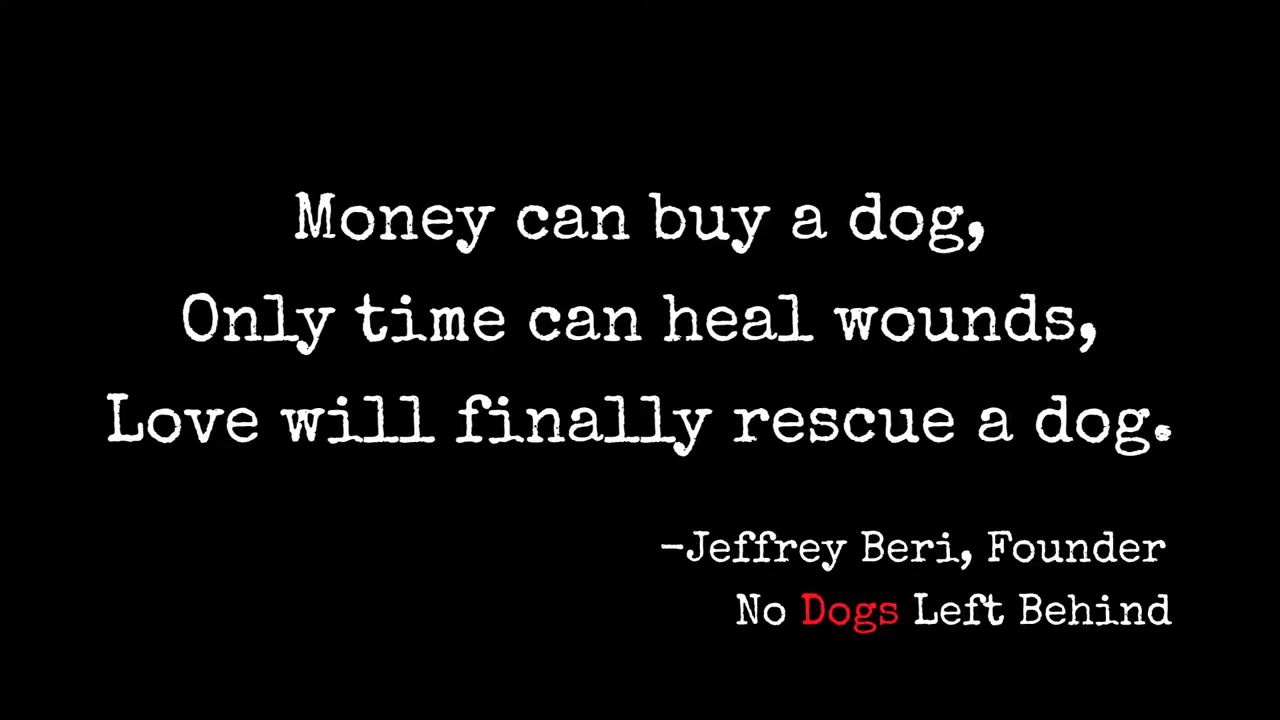 Money can buy a dog,
Only time can heal wounds,
Love will finally rescue a dog.
-Jeffrey Beri, Founder
No Dogs Left Behind